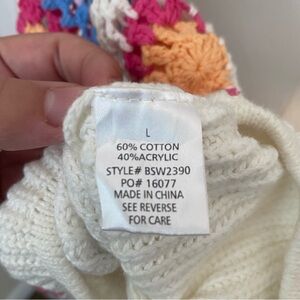 L
60% COTTON
40%ACRYLIC
STYLE# BSW2390
PO# 16077
MADE IN CHINA
SEE REVERSE
FOR CARE